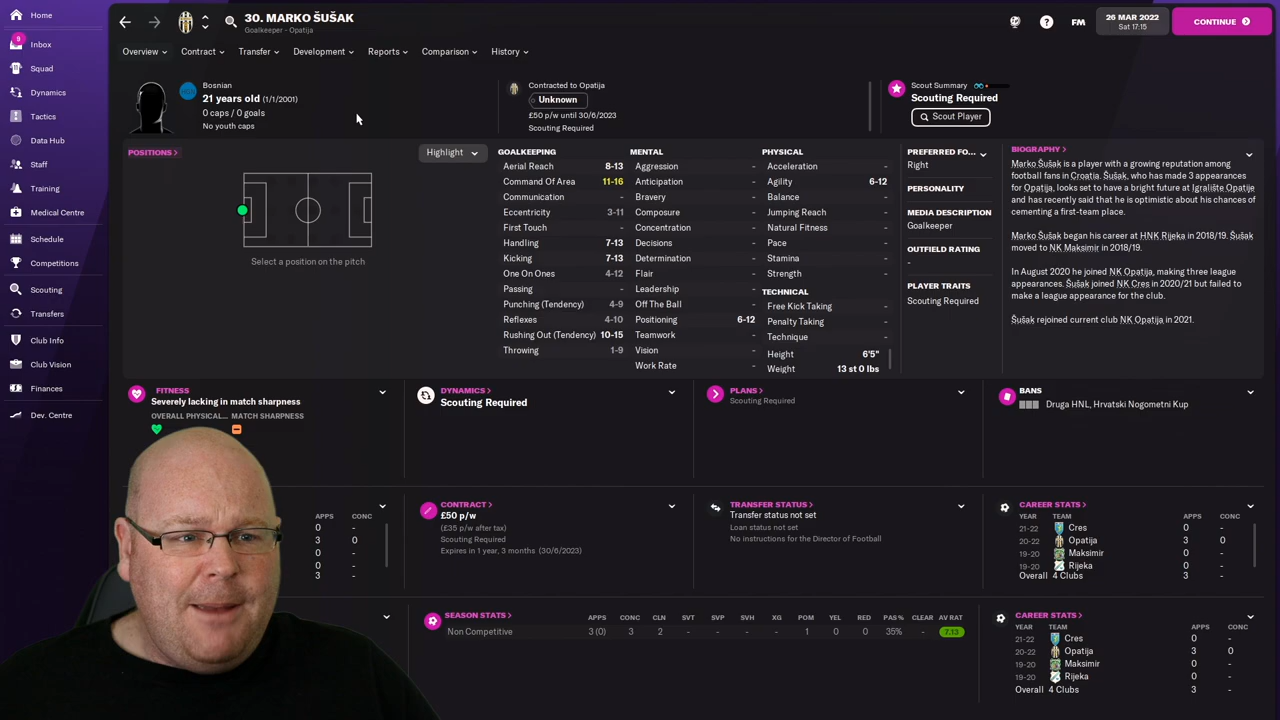 Home
Inbox
9
Squad
Dynamics
Tactics
Data Hub
Staff
Training
Medical Centre
Schedule
Competitions
Scouting
Transfers
Club Info
Club Vision
Finances
Dev. Centre
30. MARKO ŠUŠAK
Goalkeeper - Opatija
FM
26 MAR 2022
Sat 17:15
CONTINUE
Overview
Contract
Transfer
Development
Reports
Comparison
History
Bosnian
21 years old (1/1/2001)
0 caps / 0 goals
No youth caps
Contracted to Opatija
Unknown
£50 p/w until 30/6/2023
Scouting Required
Scout Summary
Scouting Required
Scout Player
POSITIONS
Highlight
Select a position on the pitch
GOALKEEPING
Aerial Reach 8-13
Command Of Area 11-16
Communication -
Eccentricity 3-11
First Touch -
Handling 7-13
Kicking 7-13
One On Ones 4-12
Passing -
Punching (Tendency) 4-9
Reflexes 4-10
Rushing Out (Tendency) 10-15
Throwing 1-9
MENTAL
Aggression -
Anticipation -
Bravery -
Composure -
Concentration -
Decisions -
Determination -
Flair -
Leadership -
Off The Ball -
Positioning 6-12
Teamwork -
Vision -
Work Rate -
PHYSICAL
Acceleration -
Agility 6-12
Balance -
Jumping Reach -
Natural Fitness -
Pace -
Stamina -
Strength -
TECHNICAL
Free Kick Taking -
Penalty Taking -
Technique -
Height 6'5"
Weight 13 st 0 lbs
PREFERRED FO...
Right
PERSONALITY
MEDIA DESCRIPTION
Goalkeeper
OUTFIELD RATING
-
PLAYER TRAITS
Scouting Required
BIOGRAPHY
Marko Šušak is a player with a growing reputation among
football fans in Croatia. Šušak, who has made 3 appearances
for Opatija, looks set to have a bright future at Igralište Opatije
and has recently said that he is optimistic about his chances of
cementing a first-team place.
Marko Šušak began his career at HNK Rijeka in 2018/19. Šušak
moved to NK Maksimir in 2018/19.
In August 2020 he joined NK Opatija, making three league
appearances. Šušak joined NK Cres in 2020/21 but failed to
make a league appearance for the club.
Šušak rejoined current club NK Opatija in 2021.
FITNESS
Severely lacking in match sharpness
OVERALL PHYSICAL... MATCH SHARPNESS
DYNAMICS
Scouting Required
PLANS
Scouting Required
BANS
Druga HNL, Hrvatski Nogometni Kup
APPS CONC
0 -
3 0
0 -
0 -
3 -
CONTRACT
£50 p/w
(£35 p/w after tax)
Scouting Required
Expires in 1 year, 3 months (30/6/2023)
TRANSFER STATUS
Transfer status not set
Loan status not set
No instructions for the Director of Football
CAREER STATS
YEAR TEAM APPS CONC
21-22 Cres 0 -
20-22 Opatija 3 0
19-20 Maksimir 0 -
19-20 Rijeka 0 -
Overall 4 Clubs 3 -
SEASON STATS APPS CONC CLN SVT SVP SVH XG POM YEL RED PAS % CLEAR AV RAT
Non Competitive 3 (0) 3 2 - - - - 1 0 0 35% - 7.13
CAREER STATS
YEAR TEAM APPS CONC
21-22 Cres 0 -
20-22 Opatija 3 0
19-20 Maksimir 0 -
19-20 Rijeka 0 -
Overall 4 Clubs 3 -